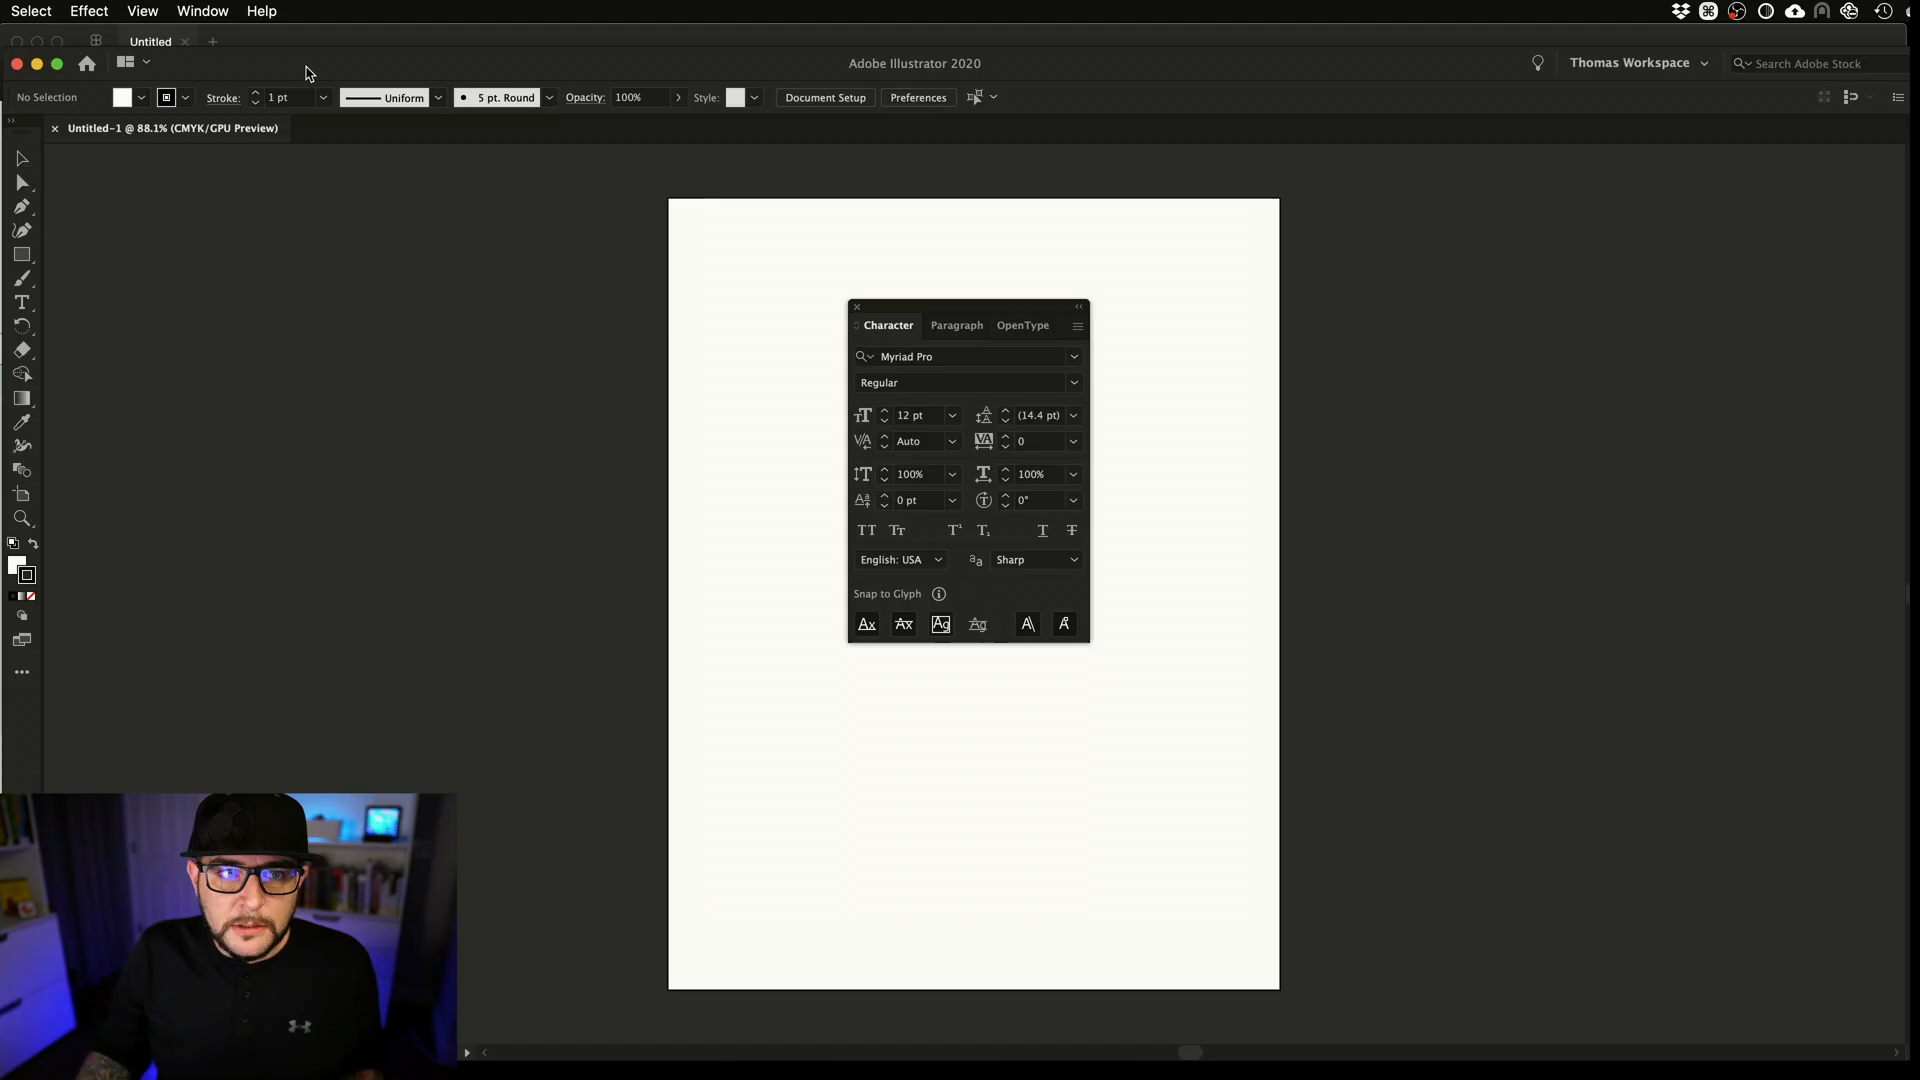 Select Effect View Window Help
Untitled
Adobe Illustrator 2020
Thomas Workspace
Search Adobe Stock
No Selection
Stroke: 1 pt
Uniform
5 pt. Round
Opacity: 100%
Style:
Document Setup
Preferences
Untitled-1 @ 88.1% (CMYK/GPU Preview)
Character Paragraph OpenType
Myriad Pro
Regular
12 pt (14.4 pt)
Auto 0
100% 100%
0 pt 0°
English: USA Sharp
Snap to Glyph